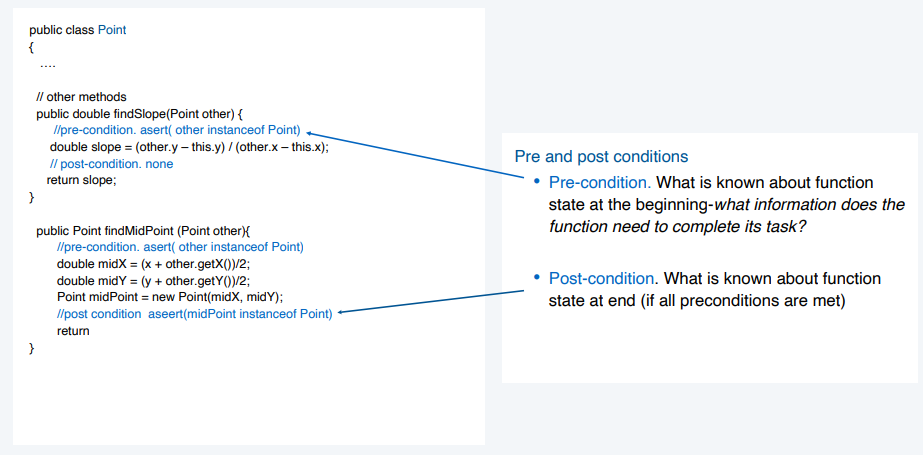 public class Point
{
....
// other methods
public double findSlope(Point other) {
//pre-condition. asert( other instanceof Point)
double slope = (other.y – this.y) / (other.x – this.x);
// post-condition. none
return slope;
}
public Point findMidPoint (Point other){
//pre-condition. asert( other instanceof Point)
double midX = (x + other.getX())/2;
double midY = (y + other.getY())/2;
Point midPoint = new Point(midX, midY);
//post condition  aseert(midPoint instanceof Point)
return
}
Pre and post conditions
• Pre-condition. What is known about function
state at the beginning-what information does the
function need to complete its task?
• Post-condition. What is known about function
state at end (if all preconditions are met)